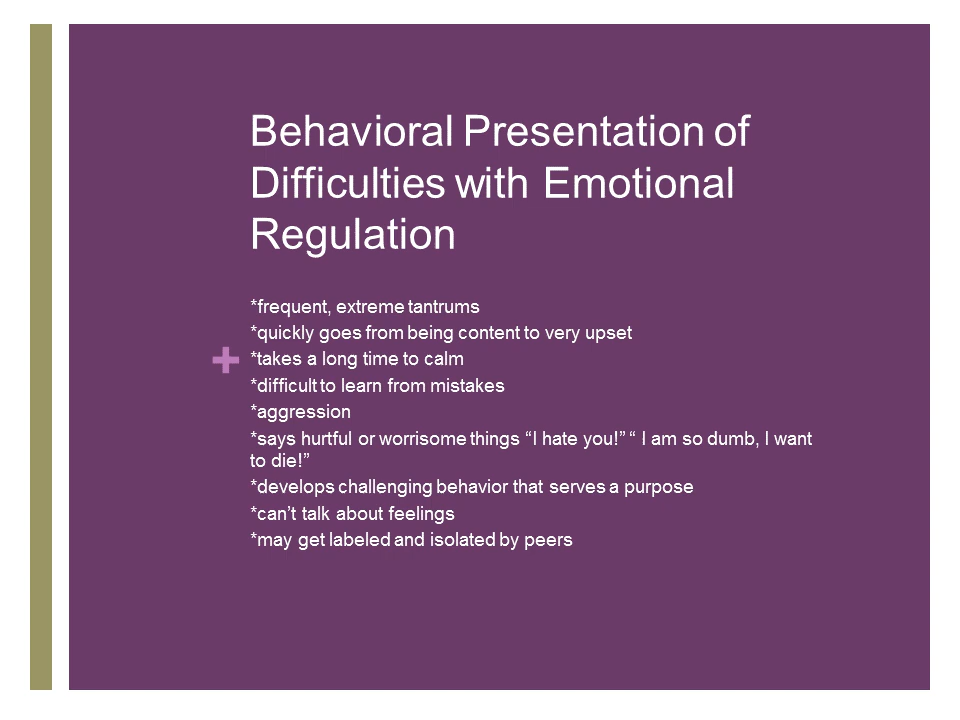 Behavioral Presentation of
Difficulties with Emotional
Regulation
*frequent, extreme tantrums
*quickly goes from being content to very upset
+
*takes a long time to calm
*difficult to learn from mistakes
*aggression
*says hurtful or worrisome things “I hate you!” “ I am so dumb, I want
to die!”
*develops challenging behavior that serves a purpose
*can’t talk about feelings
*may get labeled and isolated by peers